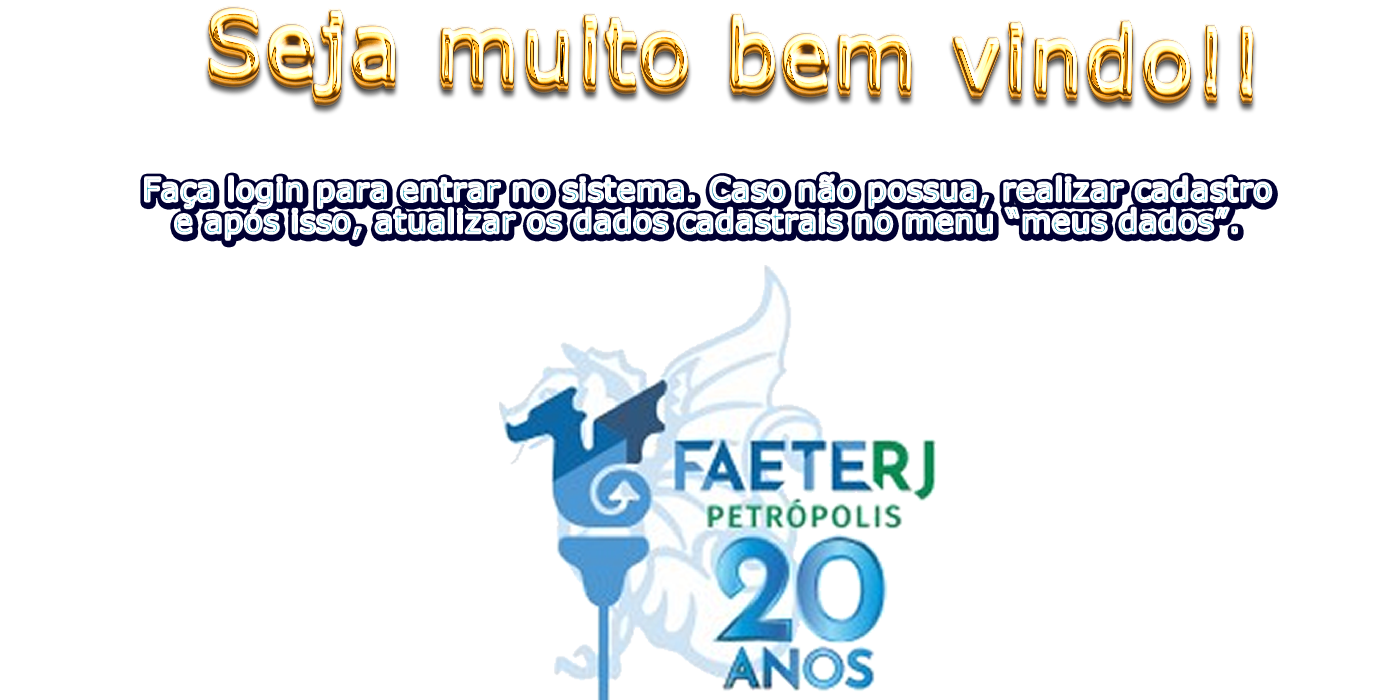 Seja muito bem vindo!!
Faça login para entrar no sistema. Caso não possua, realizar cadastro
e após isso, atualizar os dados cadastrais no menu “meus dados”.
FAETERJ
PETRÓPOLIS
20
ANOS